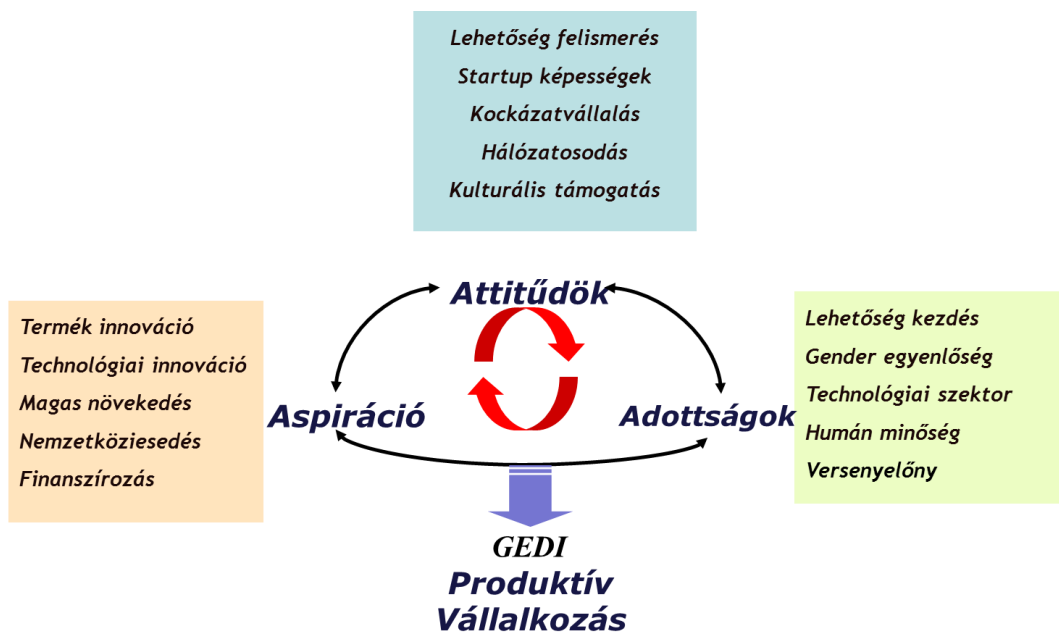 Lehetőség felismerés
Startup képességek
Kockázatvállalás
Hálózatosodás
Kulturális támogatás
Attitűdök
Termék innováció
Technológiai innováció
Magas növekedés
Nemzetköziesedés
Finanszírozás
Aspiráció
Adottságok
Lehetőség kezdés
Gender egyenlőség
Technológiai szektor
Humán minőség
Versenyelőny
GEDI
Produktív
Vállalkozás